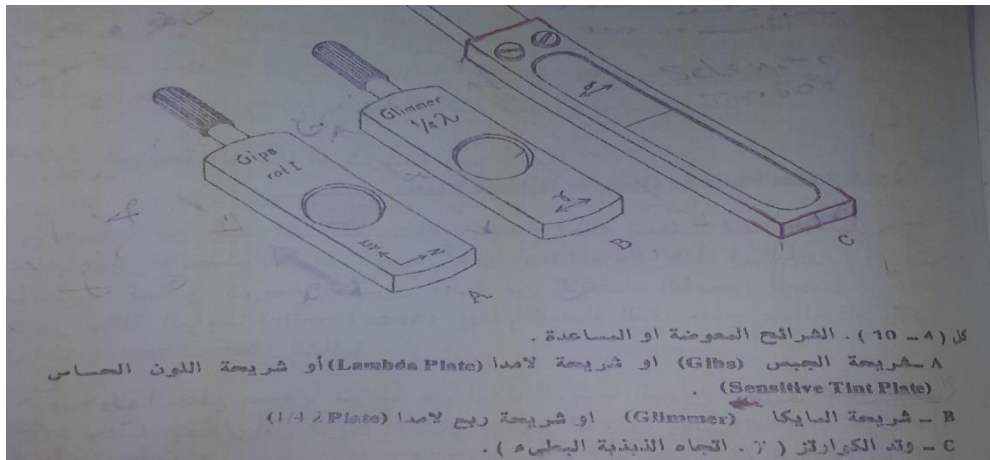 Gips
rot I
Glimmer
1/4 λ
γ
A
B
C
شكل (4 – 10 ) . الشرائح المعوضة او المساعدة .
A – شريحة الجبس (Gibs) او شريحة لامدا (Lambda Plate) أو شريحة اللون الحساس
(Sensitive Tint Plate) .
B – شريحة المايكا (Glimmer) او شريحة ربع لامدا (1/4 λ Plate)
C – وتد الكوارتز ( γ . اتجاه الذبذبة البطيء ) .